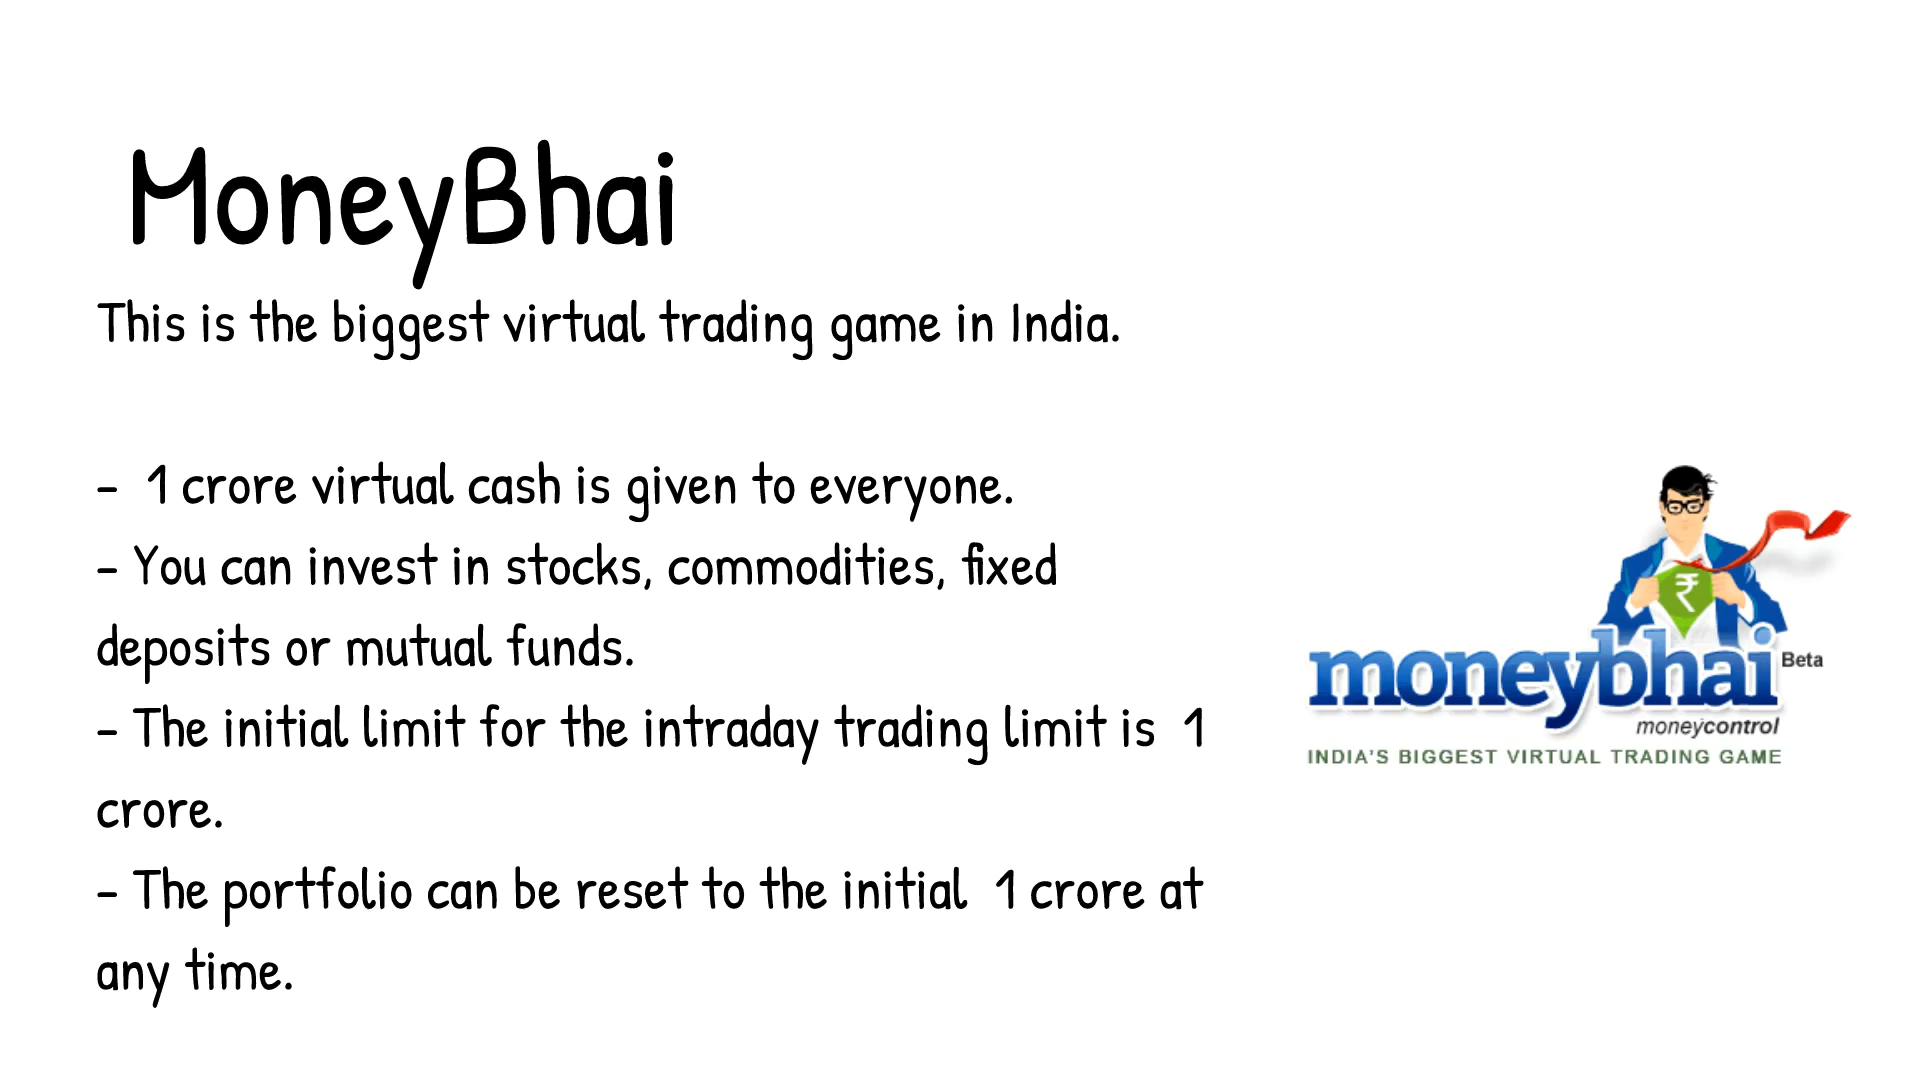 MoneyBhai
This is the biggest virtual trading game in India.
- 1 crore virtual cash is given to everyone.
- You can invest in stocks, commodities, fixed
deposits or mutual funds.
- The initial limit for the intraday trading limit is 1
crore.
- The portfolio can be reset to the initial 1 crore at
any time.
₹
moneybhai Beta
moneycontrol
INDIA'S BIGGEST VIRTUAL TRADING GAME